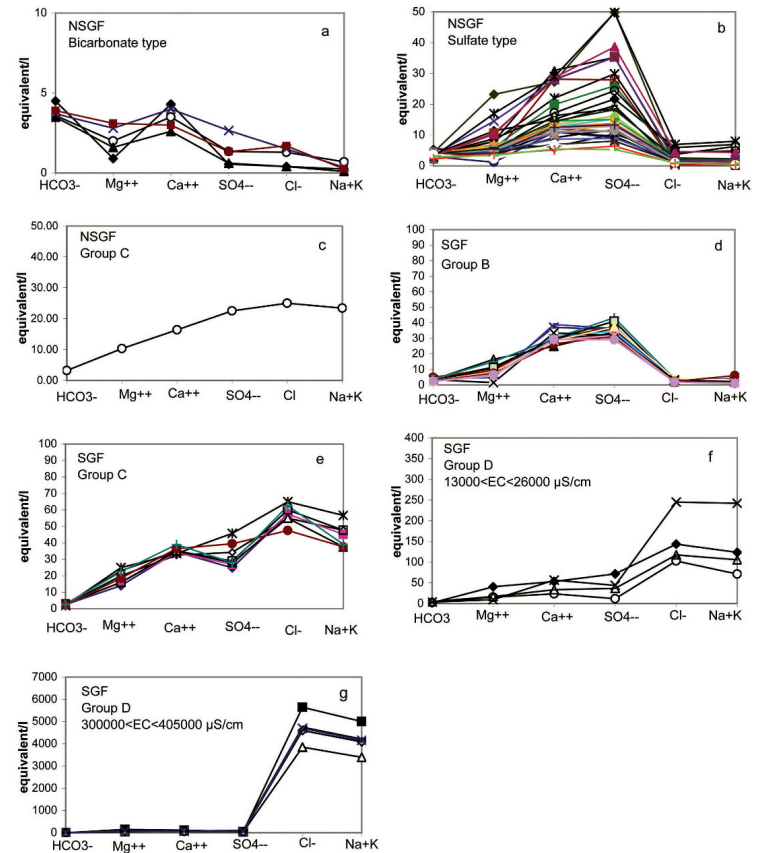 NSGF
Bicarbonate type
a
equivalent/l
10
5
0
HCO3-
Mg++
Ca++
SO4--
Cl-
Na+K
NSGF
Sulfate type
b
equivalent/l
50
40
30
20
10
0
HCO3-
Mg++
Ca++
SO4--
Cl-
Na+K
NSGF
Group C
c
equivalent/l
50.00
40.00
30.00
20.00
10.00
0.00
HCO3-
Mg++
Ca++
SO4--
Cl
Na+K
SGF
Group B
d
equivalent/l
100
90
80
70
60
50
40
30
20
10
0
HCO3-
Mg++
Ca++
SO4--
Cl-
Na+K
SGF
Group C
e
equivalent/l
100
90
80
70
60
50
40
30
20
10
0
HCO3-
Mg++
Ca++
SO4--
Cl-
Na+K
SGF
Group D
13000<EC<26000 µS/cm
f
equivalent/l
400
350
300
250
200
150
100
50
0
HCO3
Mg++
Ca++
SO4--
Cl-
Na+K
SGF
Group D
300000<EC<405000 µS/cm
g
equivalent/l
7000
6000
5000
4000
3000
2000
1000
0
HCO3-
Mg++
Ca++
SO4--
Cl-
Na+K